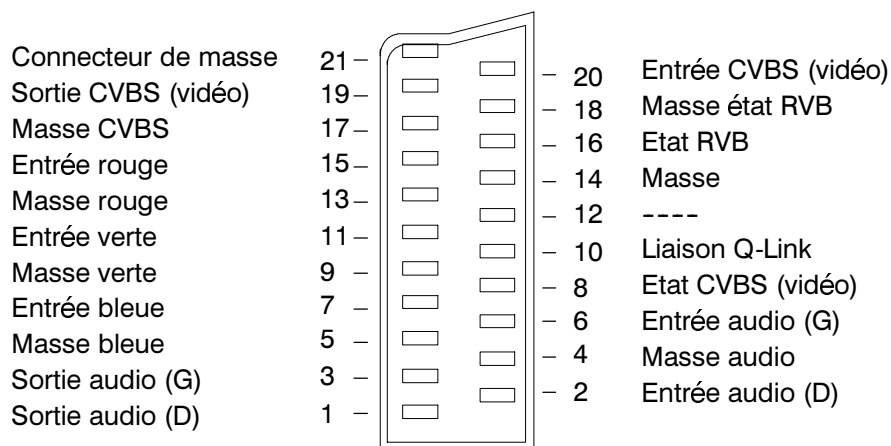 Connecteur de masse 21
Sortie CVBS (vidéo) 19
Masse CVBS 17
Entrée rouge 15
Masse rouge 13
Entrée verte 11
Masse verte 9
Entrée bleue 7
Masse bleue 5
Sortie audio (G) 3
Sortie audio (D) 1
20 Entrée CVBS (vidéo)
18 Masse état RVB
16 Etat RVB
14 Masse
12 ----
10 Liaison Q-Link
8 Etat CVBS (vidéo)
6 Entrée audio (G)
4 Masse audio
2 Entrée audio (D)